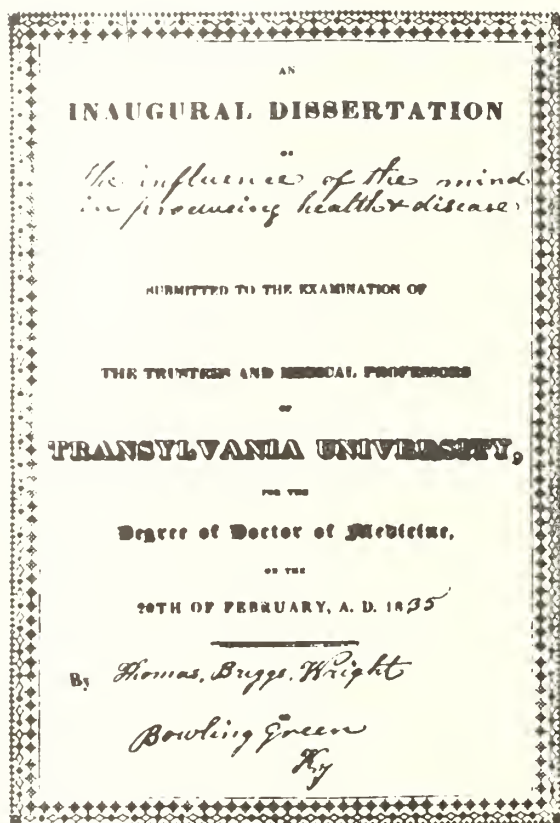 AN
INAUGURAL DISSERTATION
ON
the influence of the mind
in producing health & disease
SUBMITTED TO THE EXAMINATION OF
THE TRUSTEES AND MEDICAL PROFESSORS
OF
TRANSYLVANIA UNIVERSITY,
FOR THE
Degree of Doctor of Medicine,
ON THE
20TH OF FEBRUARY, A. D. 1835
By Thomas, Briggs, Wright
Bowling Green
Ky